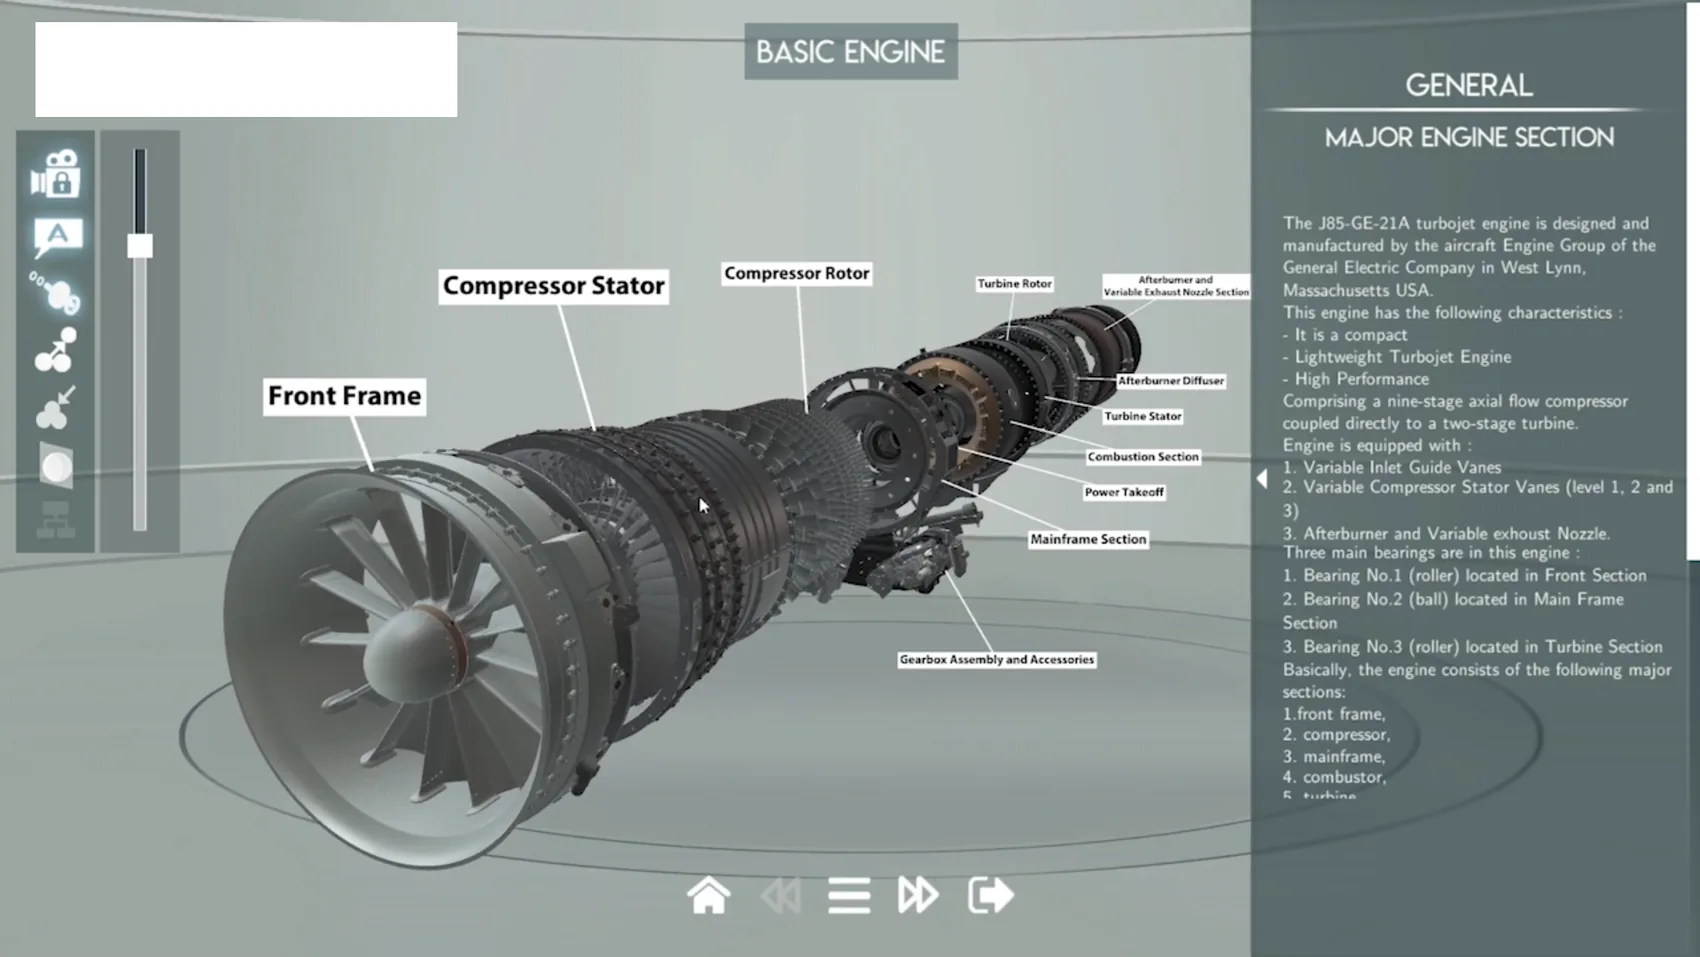 BASIC ENGINE
Front Frame
Compressor Stator
Compressor Rotor
Turbine Rotor
Afterburner and
Variable Exhaust Nozzle Section
Afterburner Diffuser
Turbine Stator
Combustion Section
Power Takeoff
Mainframe Section
Gearbox Assembly and Accessories
A
GENERAL
MAJOR ENGINE SECTION
The J85-GE-21A turbojet engine is designed and
manufactured by the aircraft Engine Group of the
General Electric Company in West Lynn,
Massachusetts USA.
This engine has the following characteristics :
- It is a compact
- Lightweight Turbojet Engine
- High Performance
Comprising a nine-stage axial flow compressor
coupled directly to a two-stage turbine.
Engine is equipped with :
1. Variable Inlet Guide Vanes
2. Variable Compressor Stator Vanes (level 1, 2 and
3)
3. Afterburner and Variable exhaust Nozzle.
Three main bearings are in this engine :
1. Bearing No.1 (roller) located in Front Section
2. Bearing No.2 (ball) located in Main Frame
Section
3. Bearing No.3 (roller) located in Turbine Section
Basically, the engine consists of the following major
sections:
1.front frame,
2. compressor,
3. mainframe,
4. combustor,
5. turbine